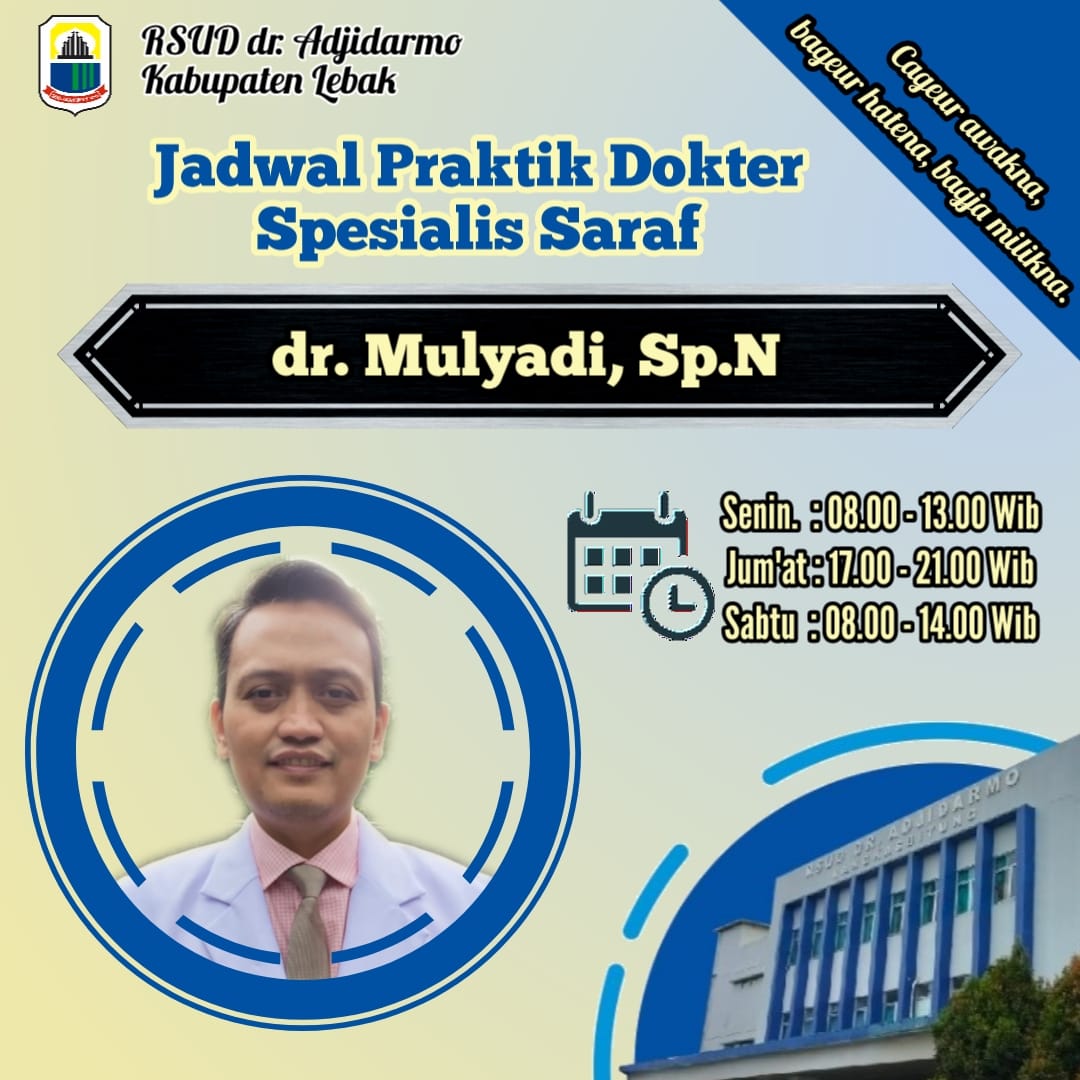 RSUD dr. Adjidarmo
Kabupaten Lebak
Cageur awakna,
bageur hatena, bagja milikna.
Jadwal Praktik Dokter
Spesialis Saraf
dr. Mulyadi, Sp.N
Senin. : 08.00 - 13.00 Wib
Jum'at : 17.00 - 21.00 Wib
Sabtu : 08.00 - 14.00 Wib
RSUD DR. ADJIDARMO
RANGKASBITUNG